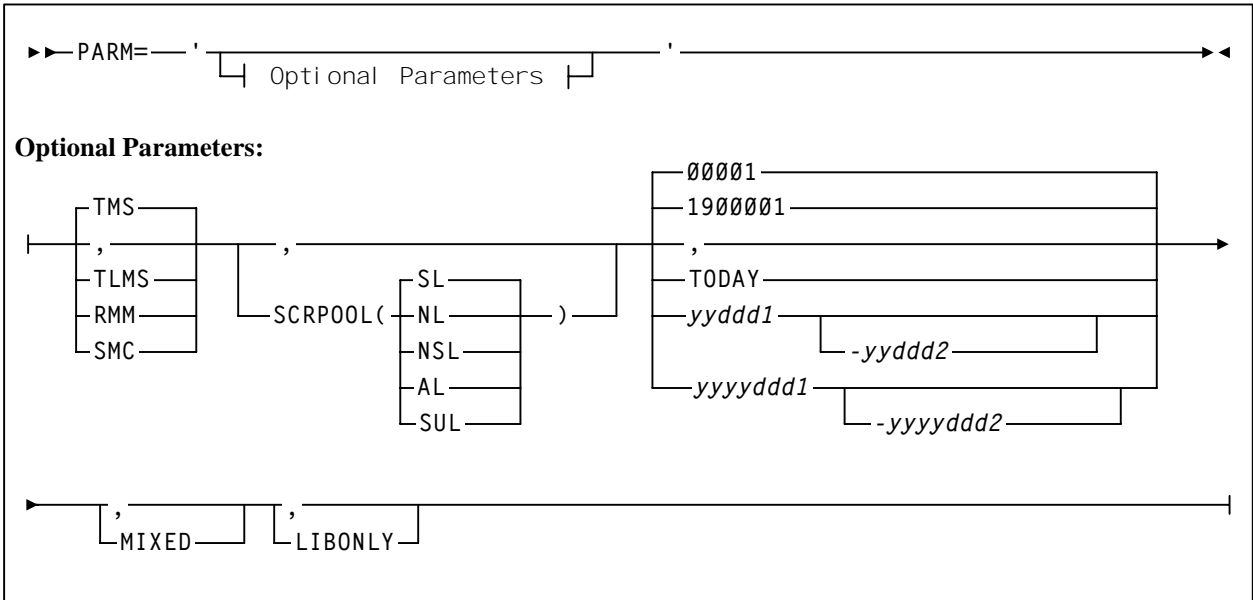 PARM= ' '
Optional Parameters
Optional Parameters:
00001
TMS 1900001
, , ,
TLMS SL TODAY
RMM SCRPOOL( NL ) yyddd1
SMC NSL -yyddd2
AL yyyyddd1
SUL -yyyyddd2
, ,
MIXED LIBONLY